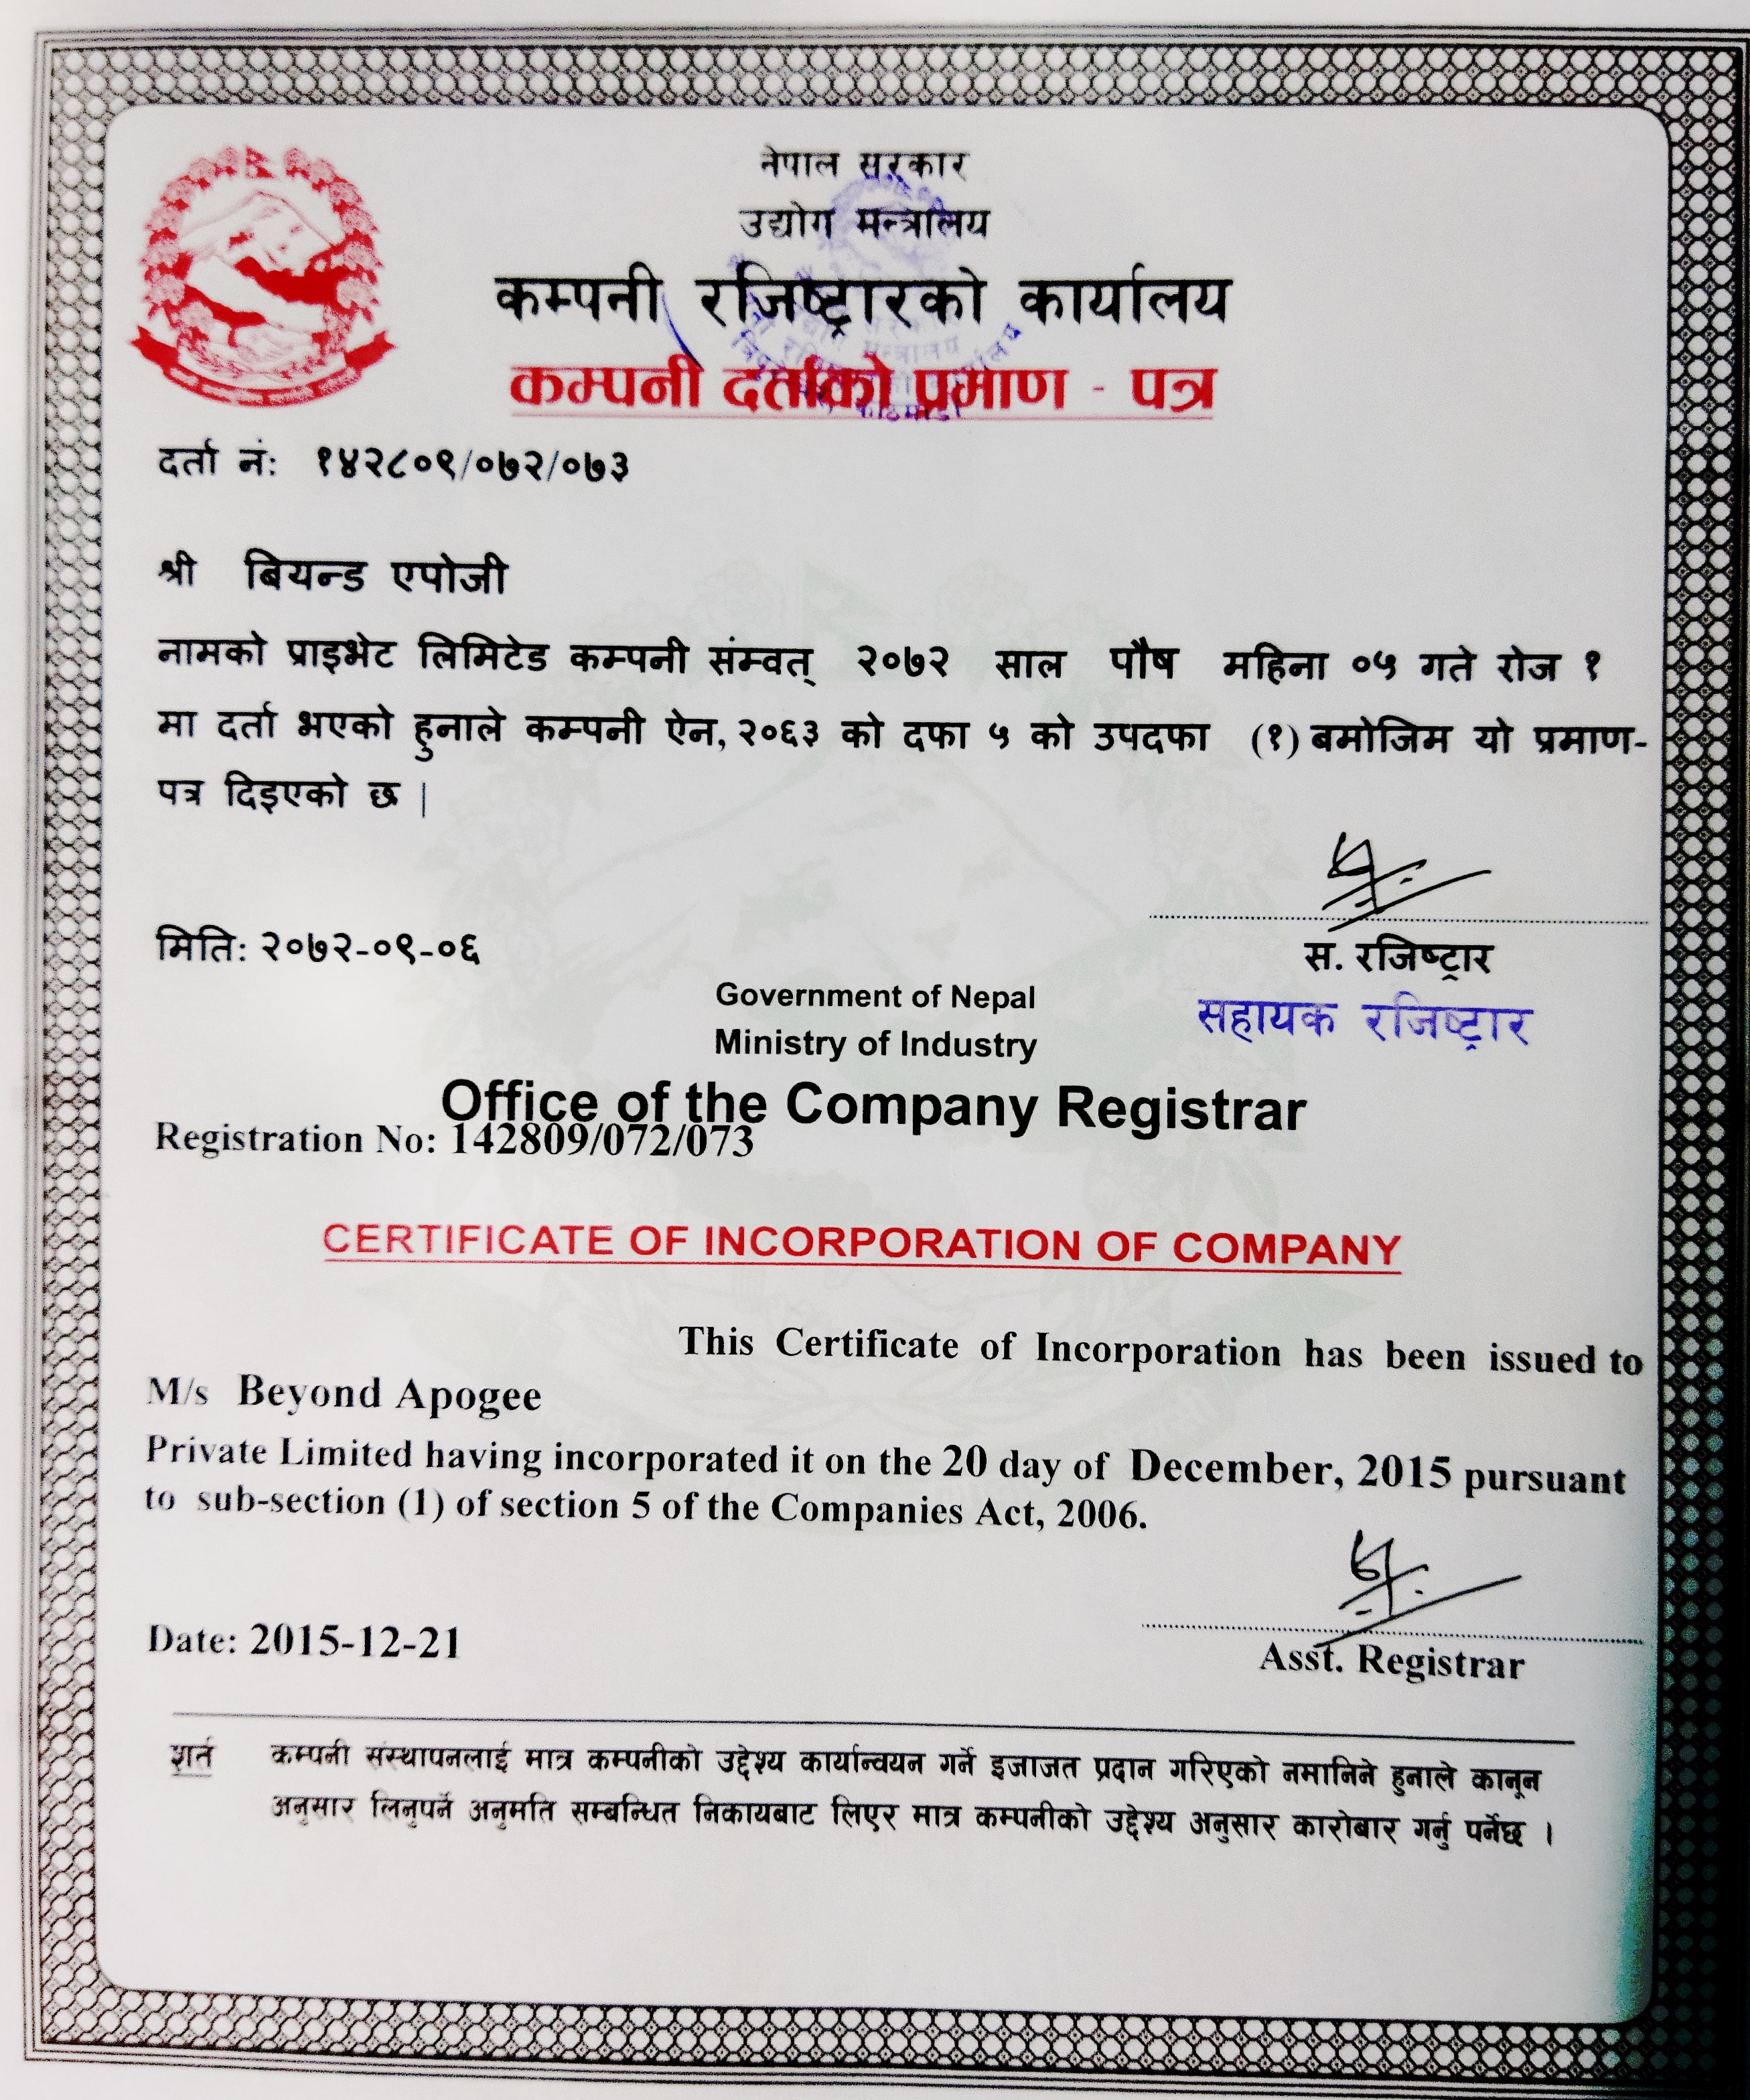 नेपाल सरकार
उद्योग मन्त्रालय
कम्पनी रजिष्ट्रारको कार्यालय
कम्पनी दर्ताको प्रमाण - पत्र
दर्ता नं: १४२८०९/०७२/०७३
श्री बियन्ड एपोजी
नामको प्राइभेट लिमिटेड कम्पनी संम्वत् २०७२ साल पौष महिना ०५ गते रोज १
मा दर्ता भएको हुनाले कम्पनी ऐन, २०६३ को दफा ५ को उपदफा (१) बमोजिम यो प्रमाण-
पत्र दिइएको छ |
मिति: २०७२-०९-०६
स. रजिष्ट्रार
सहायक रजिष्ट्रार
Government of Nepal
Ministry of Industry
Office of the Company Registrar
Registration No: 142809/072/073
CERTIFICATE OF INCORPORATION OF COMPANY
This Certificate of Incorporation has been issued to
M/s Beyond Apogee
Private Limited having incorporated it on the 20 day of December, 2015 pursuant
to sub-section (1) of section 5 of the Companies Act, 2006.
Date: 2015-12-21
Asst. Registrar
शर्त कम्पनी संस्थापनलाई मात्र कम्पनीको उद्देश्य कार्यान्वयन गर्ने इजाजत प्रदान गरिएको नमानिने हुनाले कानून
अनुसार लिनुपर्ने अनुमति सम्बन्धित निकायबाट लिएर मात्र कम्पनीको उद्देश्य अनुसार कारोबार गर्नु पर्नेछ ।